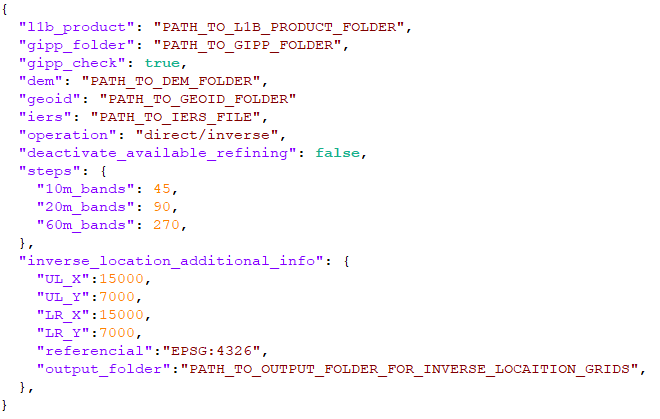 {
"l1b_product": "PATH_TO_L1B_PRODUCT_FOLDER",
"gipp_folder": "PATH_TO_GIPP_FOLDER",
"gipp_check": true,
"dem": "PATH_TO_DEM_FOLDER",
"geoid": "PATH_TO_GEOID_FOLDER"
"iers": "PATH_TO_IERS_FILE",
"operation": "direct/inverse",
"deactivate_available_refining": false,
"steps": {
"10m_bands": 45,
"20m_bands": 90,
"60m_bands": 270,
},
"inverse_location_additional_info": {
"UL_X":15000,
"UL_Y":7000,
"LR_X":15000,
"LR_Y":7000,
"referencial":"EPSG:4326",
"output_folder":"PATH_TO_OUTPUT_FOLDER_FOR_INVERSE_LOCAITION_GRIDS",
},
}